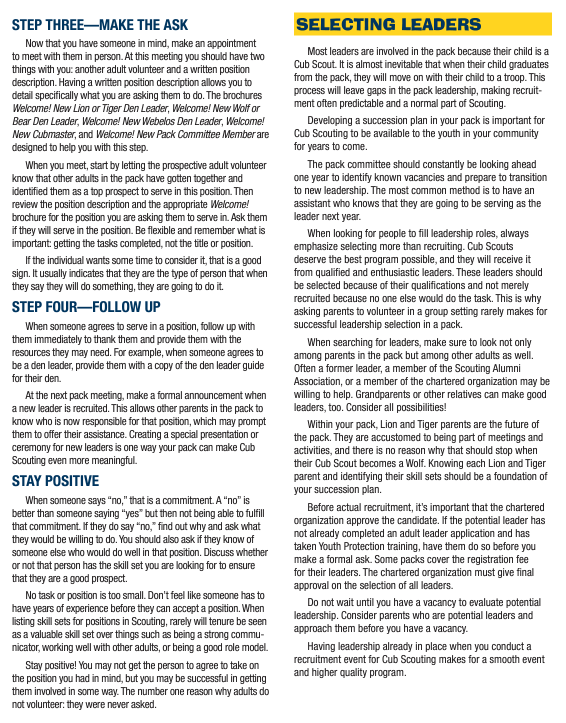 STEP THREE—MAKE THE ASK
Now that you have someone in mind, make an appointment
to meet with them in person. At this meeting you should have two
things with you: another adult volunteer and a written position
description. Having a written position description allows you to
detail specifically what you are asking them to do. The brochures
Welcome! New Lion or Tiger Den Leader, Welcome! New Wolf or
Bear Den Leader, Welcome! New Webelos Den Leader, Welcome!
New Cubmaster, and Welcome! New Pack Committee Member are
designed to help you with this step.
When you meet, start by letting the prospective adult volunteer
know that other adults in the pack have gotten together and
identified them as a top prospect to serve in this position. Then
review the position description and the appropriate Welcome!
brochure for the position you are asking them to serve in. Ask them
if they will serve in the position. Be flexible and remember what is
important: getting the tasks completed, not the title or position.
If the individual wants some time to consider it, that is a good
sign. It usually indicates that they are the type of person that when
they say they will do something, they are going to do it.
STEP FOUR—FOLLOW UP
When someone agrees to serve in a position, follow up with
them immediately to thank them and provide them with the
resources they may need. For example, when someone agrees to
be a den leader, provide them with a copy of the den leader guide
for their den.
At the next pack meeting, make a formal announcement when
a new leader is recruited. This allows other parents in the pack to
know who is now responsible for that position, which may prompt
them to offer their assistance. Creating a special presentation or
ceremony for new leaders is one way your pack can make Cub
Scouting even more meaningful.
STAY POSITIVE
When someone says “no,” that is a commitment. A “no” is
better than someone saying “yes” but then not being able to fulfill
that commitment. If they do say “no,” find out why and ask what
they would be willing to do. You should also ask if they know of
someone else who would do well in that position. Discuss whether
or not that person has the skill set you are looking for to ensure
that they are a good prospect.
No task or position is too small. Don’t feel like someone has to
have years of experience before they can accept a position. When
listing skill sets for positions in Scouting, rarely will tenure be seen
as a valuable skill set over things such as being a strong commu-
nicator, working well with other adults, or being a good role model.
Stay positive! You may not get the person to agree to take on
the position you had in mind, but you may be successful in getting
them involved in some way. The number one reason why adults do
not volunteer: they were never asked.
SELECTING LEADERS
Most leaders are involved in the pack because their child is a
Cub Scout. It is almost inevitable that when their child graduates
from the pack, they will move on with their child to a troop. This
process will leave gaps in the pack leadership, making recruit-
ment often predictable and a normal part of Scouting.
Developing a succession plan in your pack is important for
Cub Scouting to be available to the youth in your community
for years to come.
The pack committee should constantly be looking ahead
one year to identify known vacancies and prepare to transition
to new leadership. The most common method is to have an
assistant who knows that they are going to be serving as the
leader next year.
When looking for people to fill leadership roles, always
emphasize selecting more than recruiting. Cub Scouts
deserve the best program possible, and they will receive it
from qualified and enthusiastic leaders. These leaders should
be selected because of their qualifications and not merely
recruited because no one else would do the task. This is why
asking parents to volunteer in a group setting rarely makes for
successful leadership selection in a pack.
When searching for leaders, make sure to look not only
among parents in the pack but among other adults as well.
Often a former leader, a member of the Scouting Alumni
Association, or a member of the chartered organization may be
willing to help. Grandparents or other relatives can make good
leaders, too. Consider all possibilities!
Within your pack, Lion and Tiger parents are the future of
the pack. They are accustomed to being part of meetings and
activities, and there is no reason why that should stop when
their Cub Scout becomes a Wolf. Knowing each Lion and Tiger
parent and identifying their skill sets should be a foundation of
your succession plan.
Before actual recruitment, it’s important that the chartered
organization approve the candidate. If the potential leader has
not already completed an adult leader application and has
taken Youth Protection training, have them do so before you
make a formal ask. Some packs cover the registration fee
for their leaders. The chartered organization must give final
approval on the selection of all leaders.
Do not wait until you have a vacancy to evaluate potential
leadership. Consider parents who are potential leaders and
approach them before you have a vacancy.
Having leadership already in place when you conduct a
recruitment event for Cub Scouting makes for a smooth event
and higher quality program.